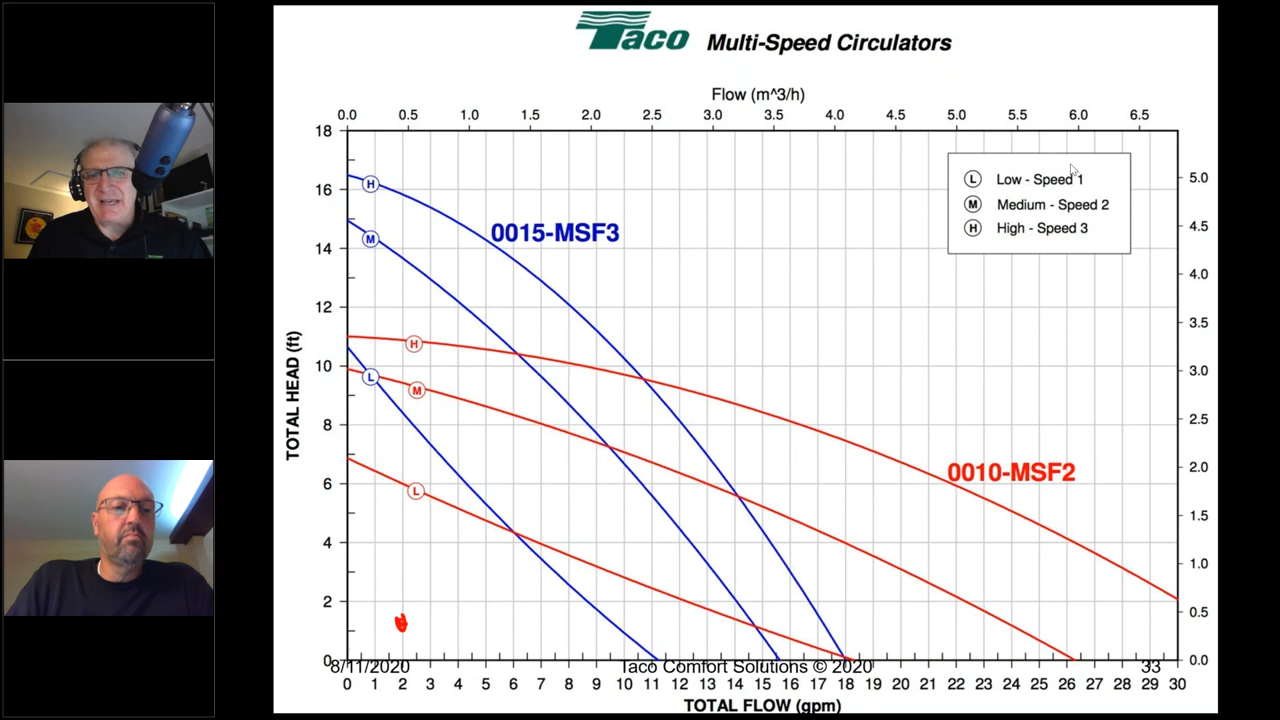 Taco Multi-Speed Circulators
Flow (m^3/h)
0.0 0.5 1.0 1.5 2.0 2.5 3.0 3.5 4.0 4.5 5.0 5.5 6.0 6.5
18
16
14
12
10
8
6
4
2
0
TOTAL HEAD (ft)
H
M
L
0015-MSF3
H
M
L
0010-MSF2
L Low - Speed 1
M Medium - Speed 2
H High - Speed 3
5.0
4.5
4.0
3.5
3.0
2.5
2.0
1.5
1.0
0.5
0.0
8/11/2020 Taco Comfort Solutions © 2020 33
0 1 2 3 4 5 6 7 8 9 10 11 12 13 14 15 16 17 18 19 20 21 22 23 24 25 26 27 28 29 30
TOTAL FLOW (gpm)